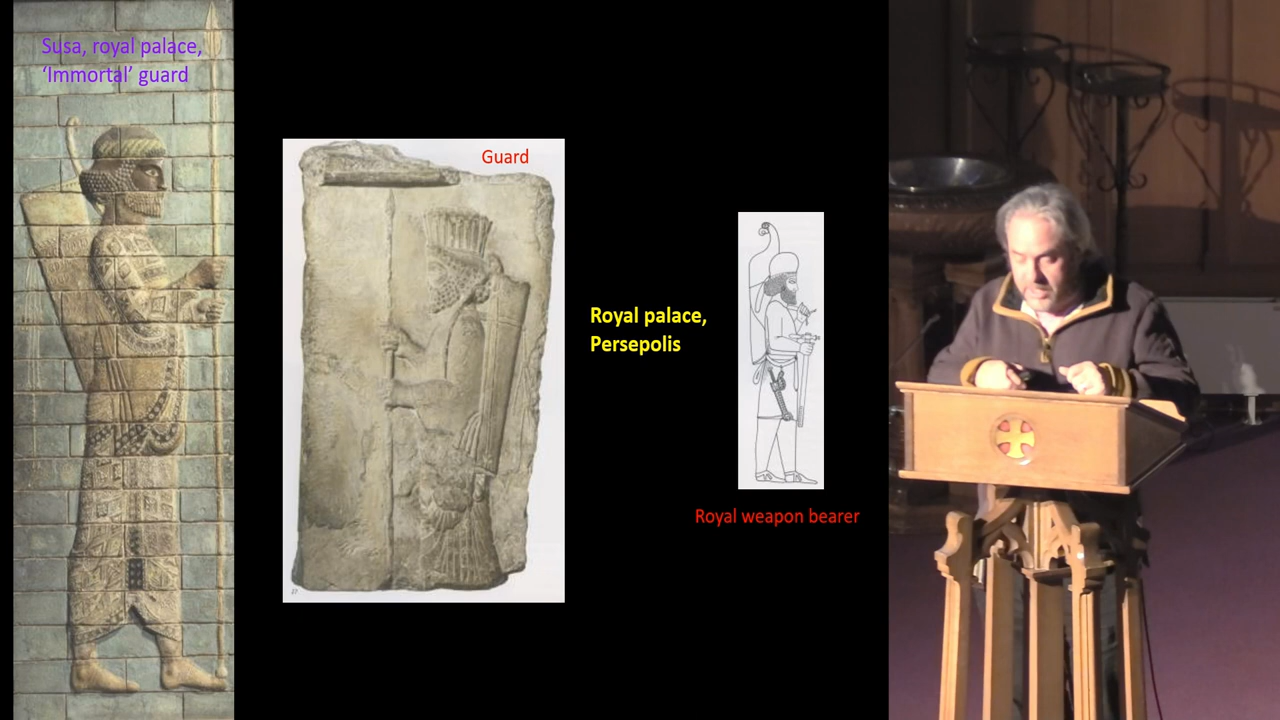 Susa, royal palace,
‘Immortal’ guard
Guard
Royal palace,
Persepolis
Royal weapon bearer